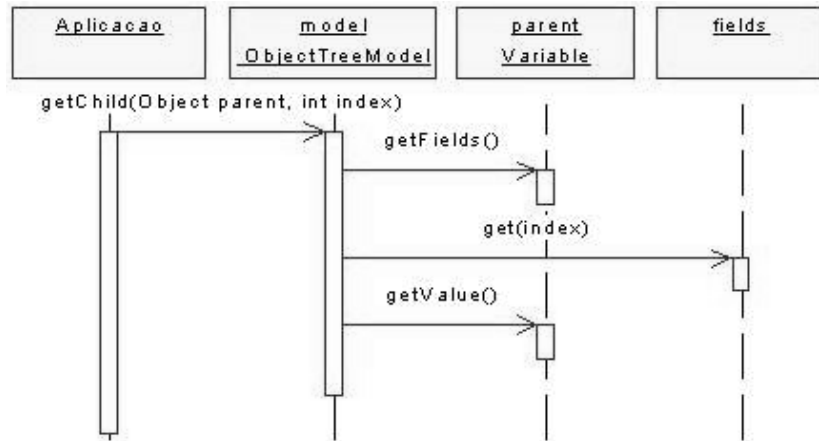 Aplicacao
model
ObjectTreeModel
parent
Variable
fields
getChild(Object parent, int index)
getFields()
get(index)
getValue()